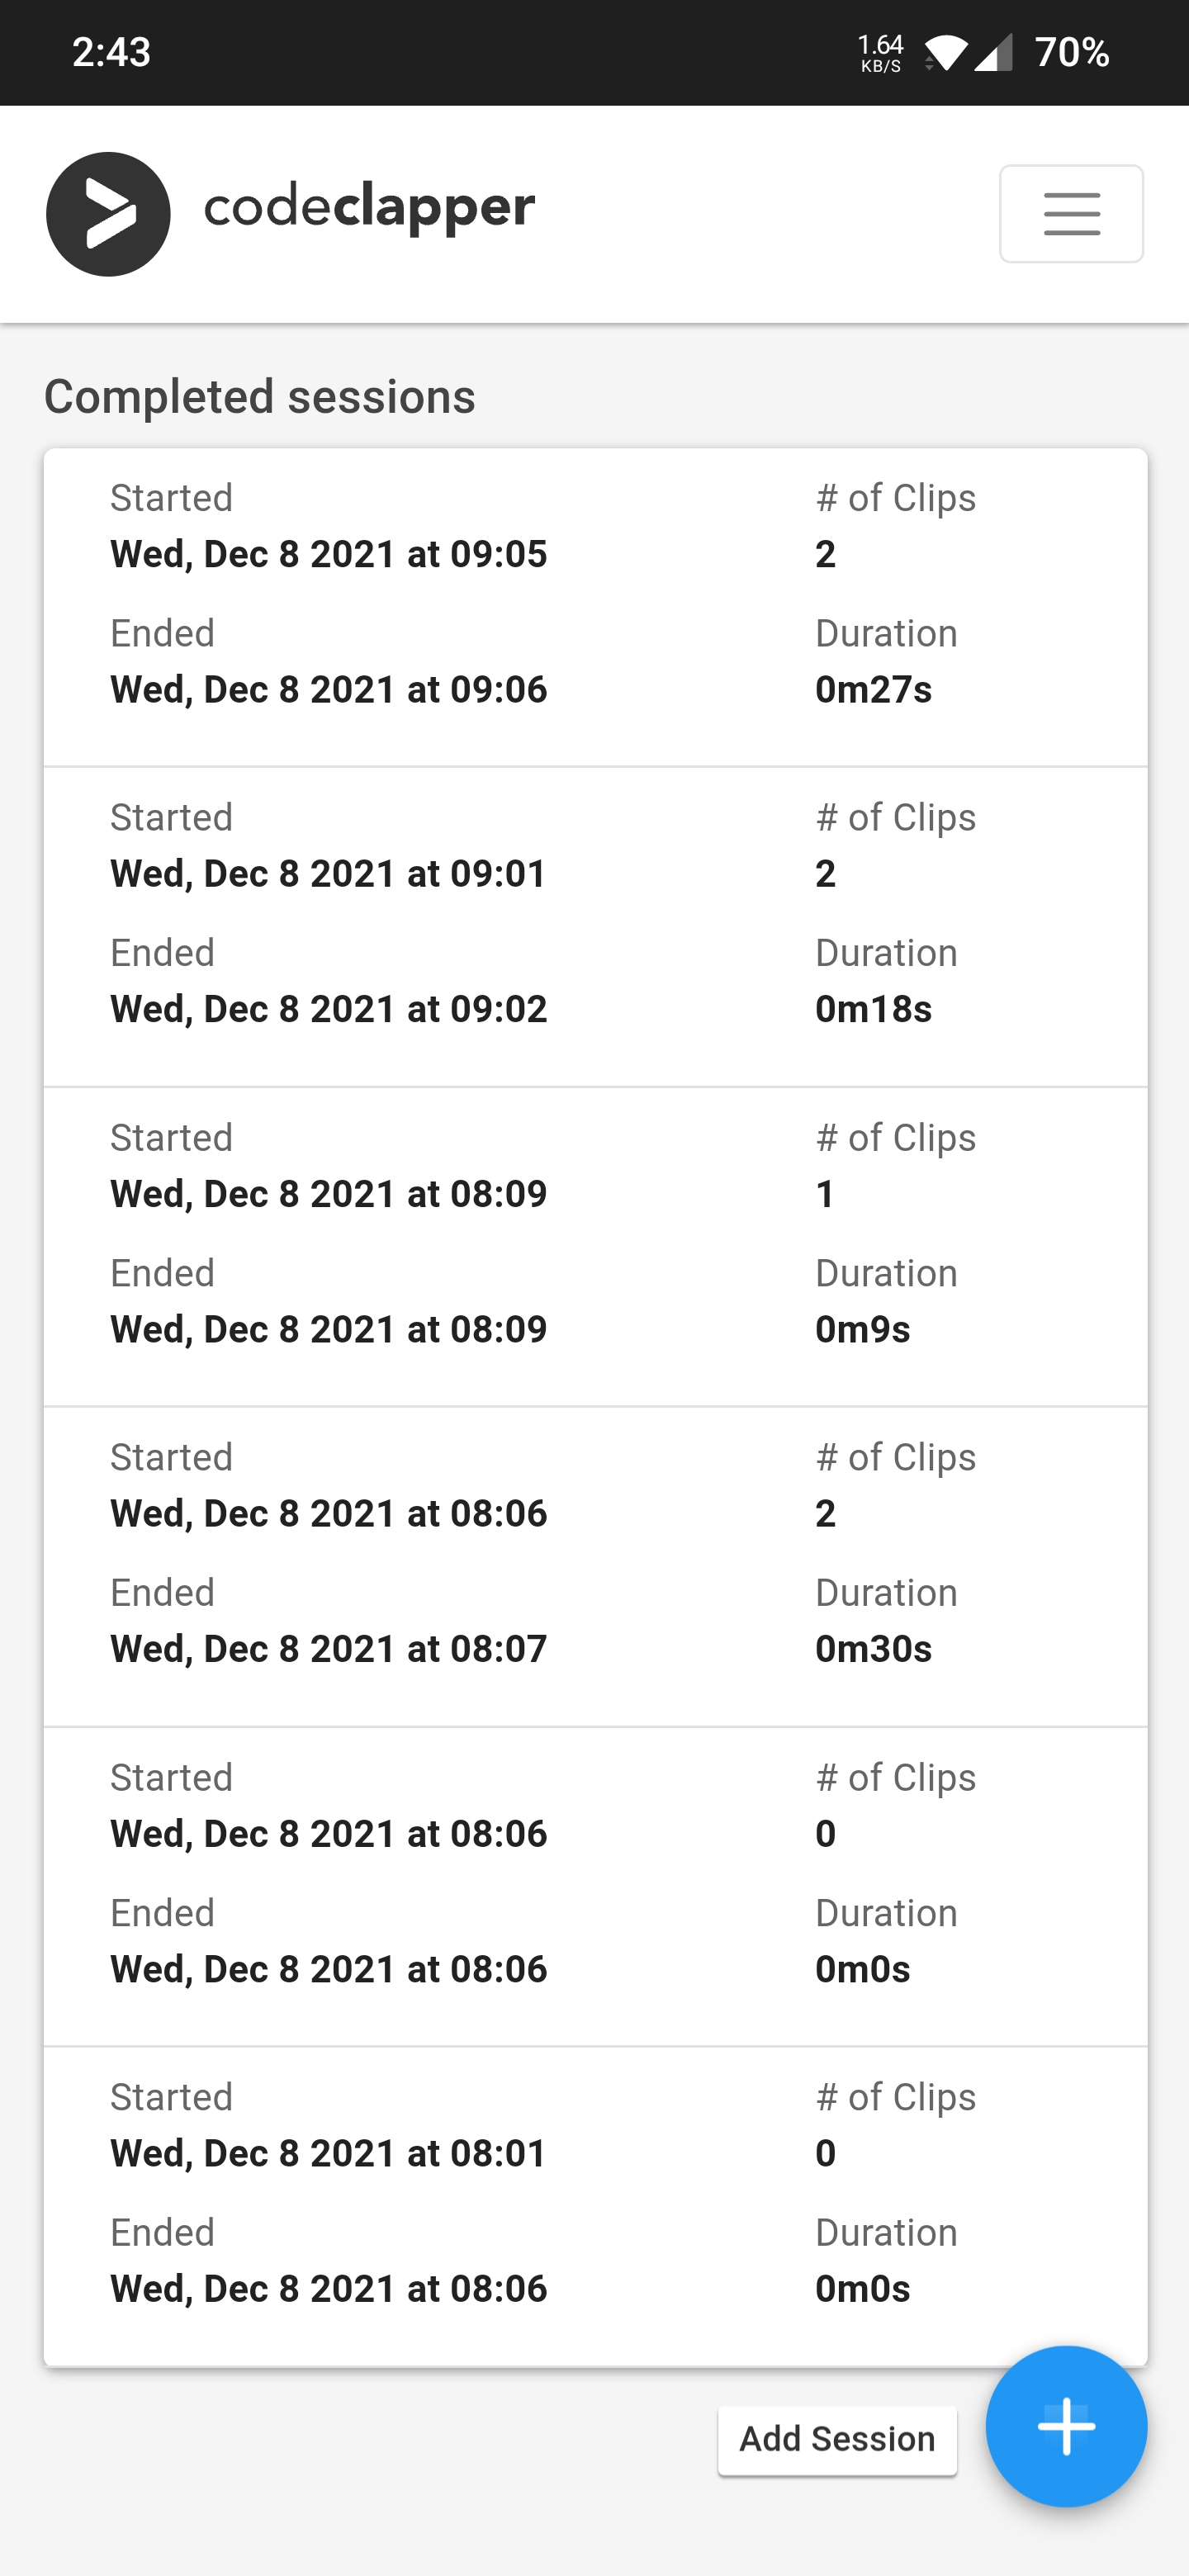 2:43 1.64 KB/S 70%
codeclapper
Completed sessions
Started # of Clips
Wed, Dec 8 2021 at 09:05 2
Ended Duration
Wed, Dec 8 2021 at 09:06 0m27s
Started # of Clips
Wed, Dec 8 2021 at 09:01 2
Ended Duration
Wed, Dec 8 2021 at 09:02 0m18s
Started # of Clips
Wed, Dec 8 2021 at 08:09 1
Ended Duration
Wed, Dec 8 2021 at 08:09 0m9s
Started # of Clips
Wed, Dec 8 2021 at 08:06 2
Ended Duration
Wed, Dec 8 2021 at 08:07 0m30s
Started # of Clips
Wed, Dec 8 2021 at 08:06 0
Ended Duration
Wed, Dec 8 2021 at 08:06 0m0s
Started # of Clips
Wed, Dec 8 2021 at 08:01 0
Ended Duration
Wed, Dec 8 2021 at 08:06 0m0s
Add Session